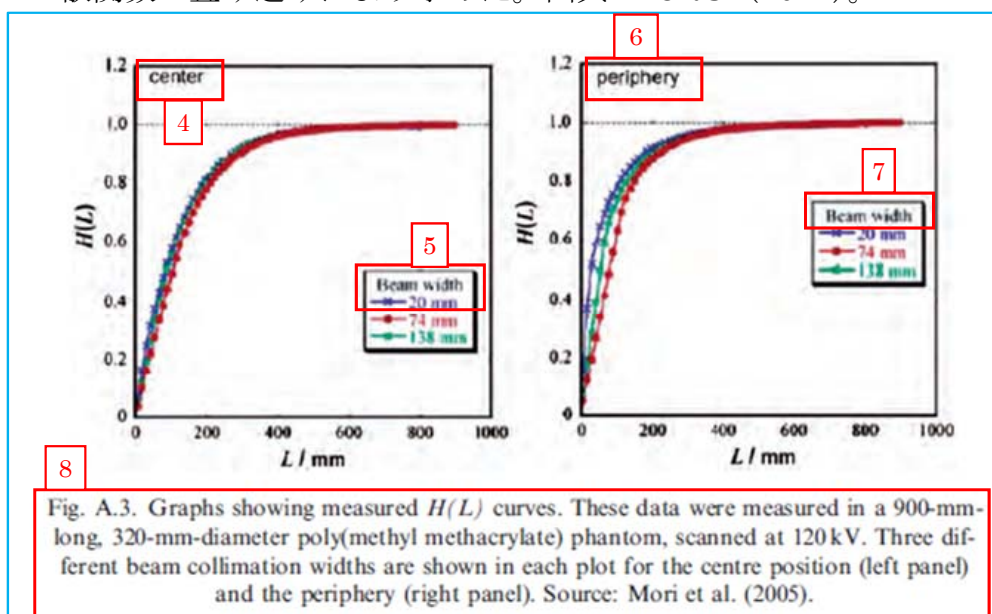 6
1.2
center
4
1.0
0.8
0.6
0.4
0.2
0
H(L)
5
Beam width
20 mm
74 mm
138 mm
0 200 400 600 800 1000
L / mm
1.2
periphery
1.0
0.8
0.6
0.4
0.2
0
H(L)
7
Beam width
20 mm
74 mm
138 mm
0 200 400 600 800 1000
L / mm
8
Fig. A.3. Graphs showing measured H(L) curves. These data were measured in a 900-mm-
long, 320-mm-diameter poly(methyl methacrylate) phantom, scanned at 120 kV. Three dif-
ferent beam collimation widths are shown in each plot for the centre position (left panel)
and the periphery (right panel). Source: Mori et al. (2005).